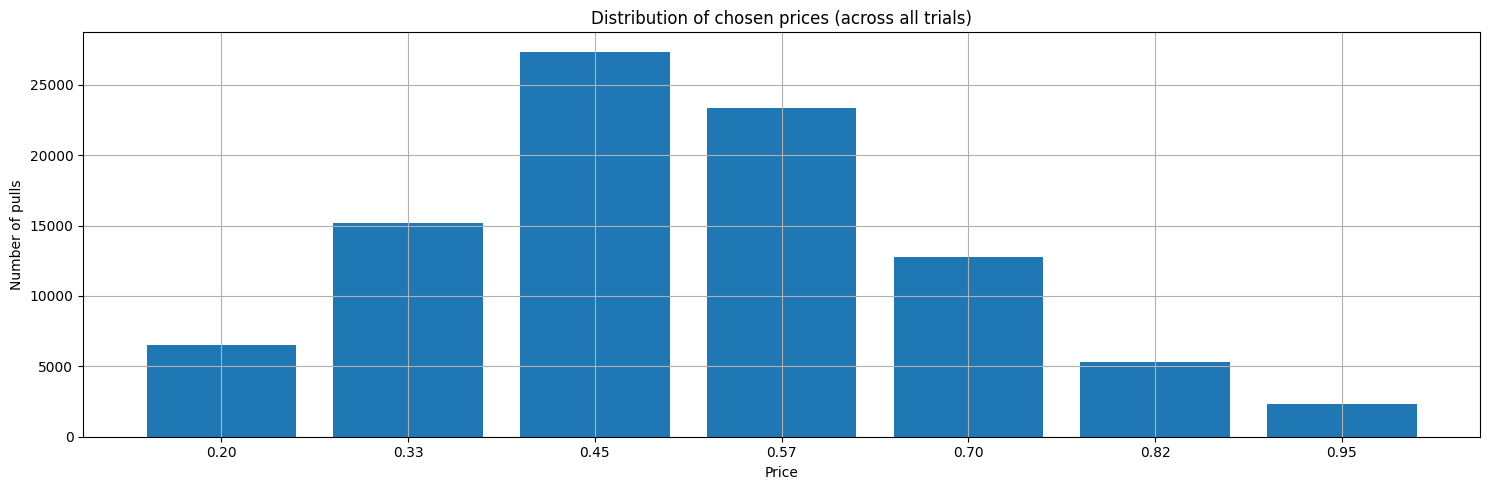 Distribution of chosen prices (across all trials)
Number of pulls
25000
20000
15000
10000
5000
0
0.20 0.33 0.45 0.57 0.70 0.82 0.95
Price